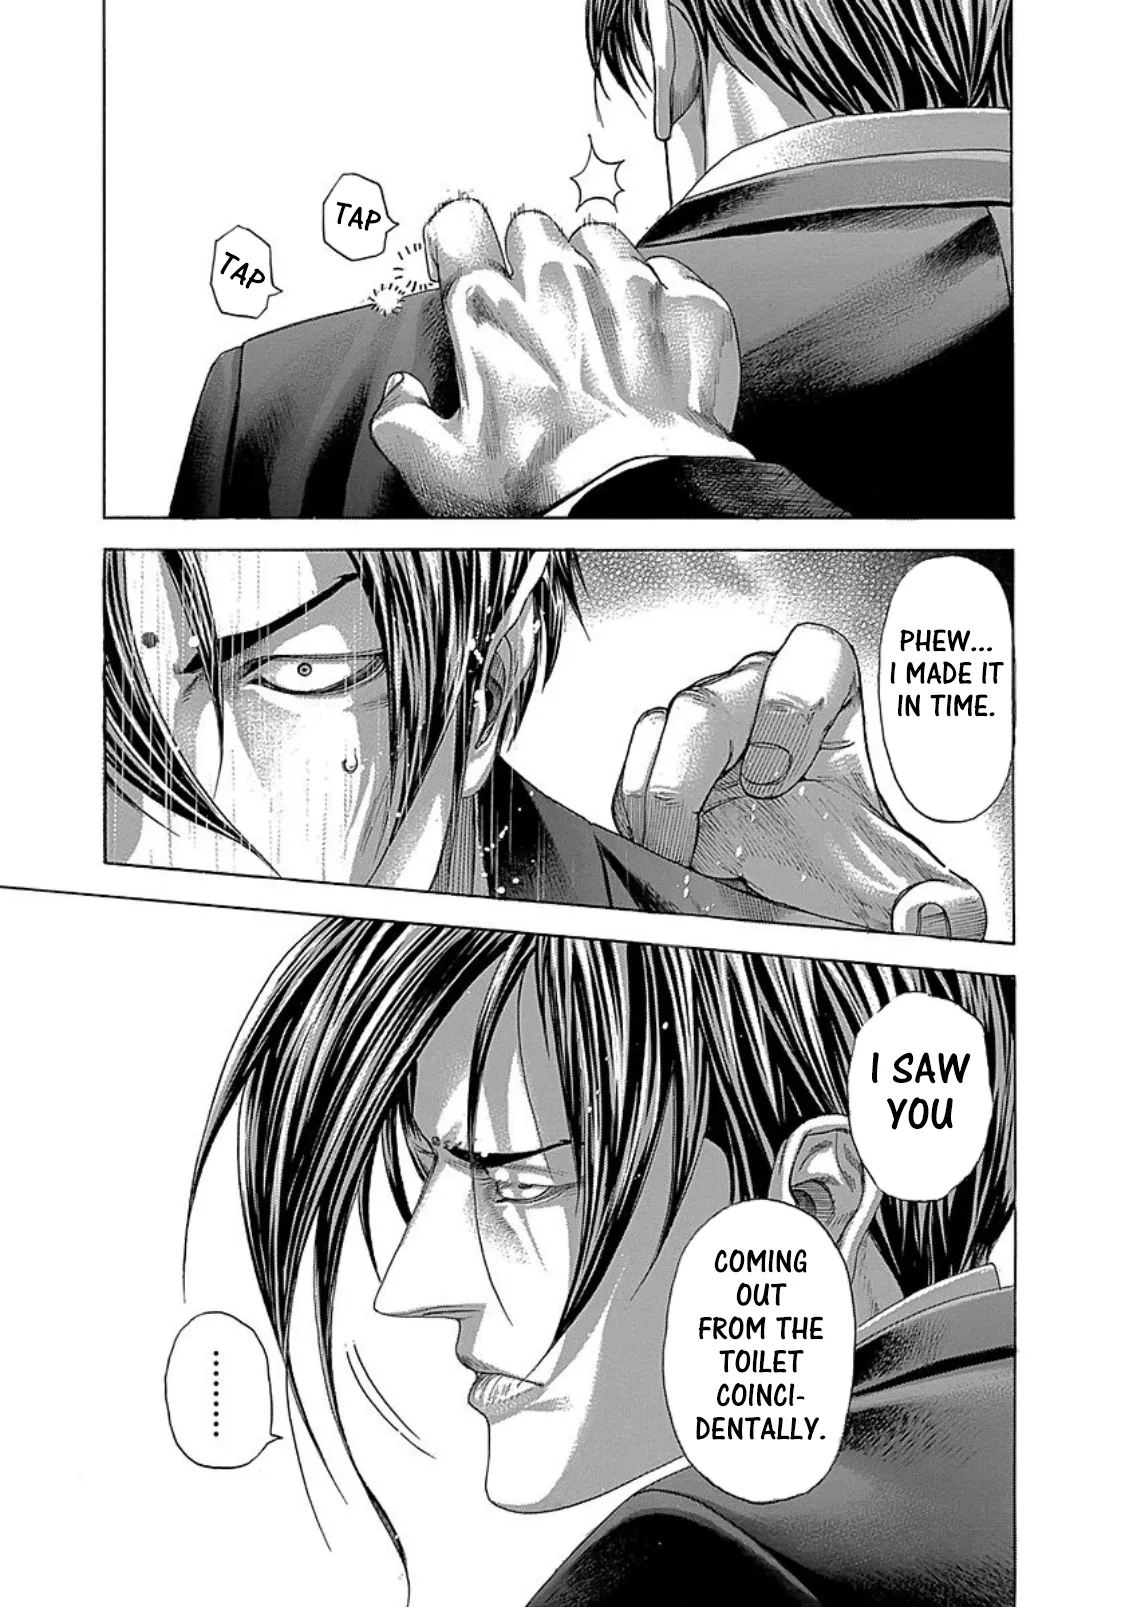 TAP
TAP
PHEW...
I MADE IT
IN TIME.
I SAW
YOU
COMING
OUT
FROM THE
TOILET
COINCI-
DENTALLY.
.........